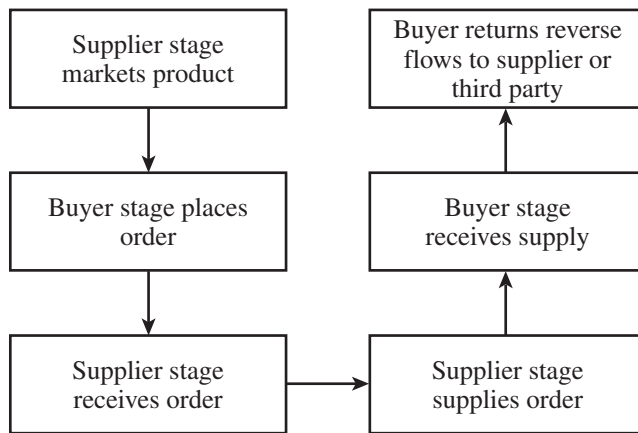 Supplier stage
markets product
Buyer stage places
order
Supplier stage
receives order
Supplier stage
supplies order
Buyer stage
receives supply
Buyer returns reverse
flows to supplier or
third party